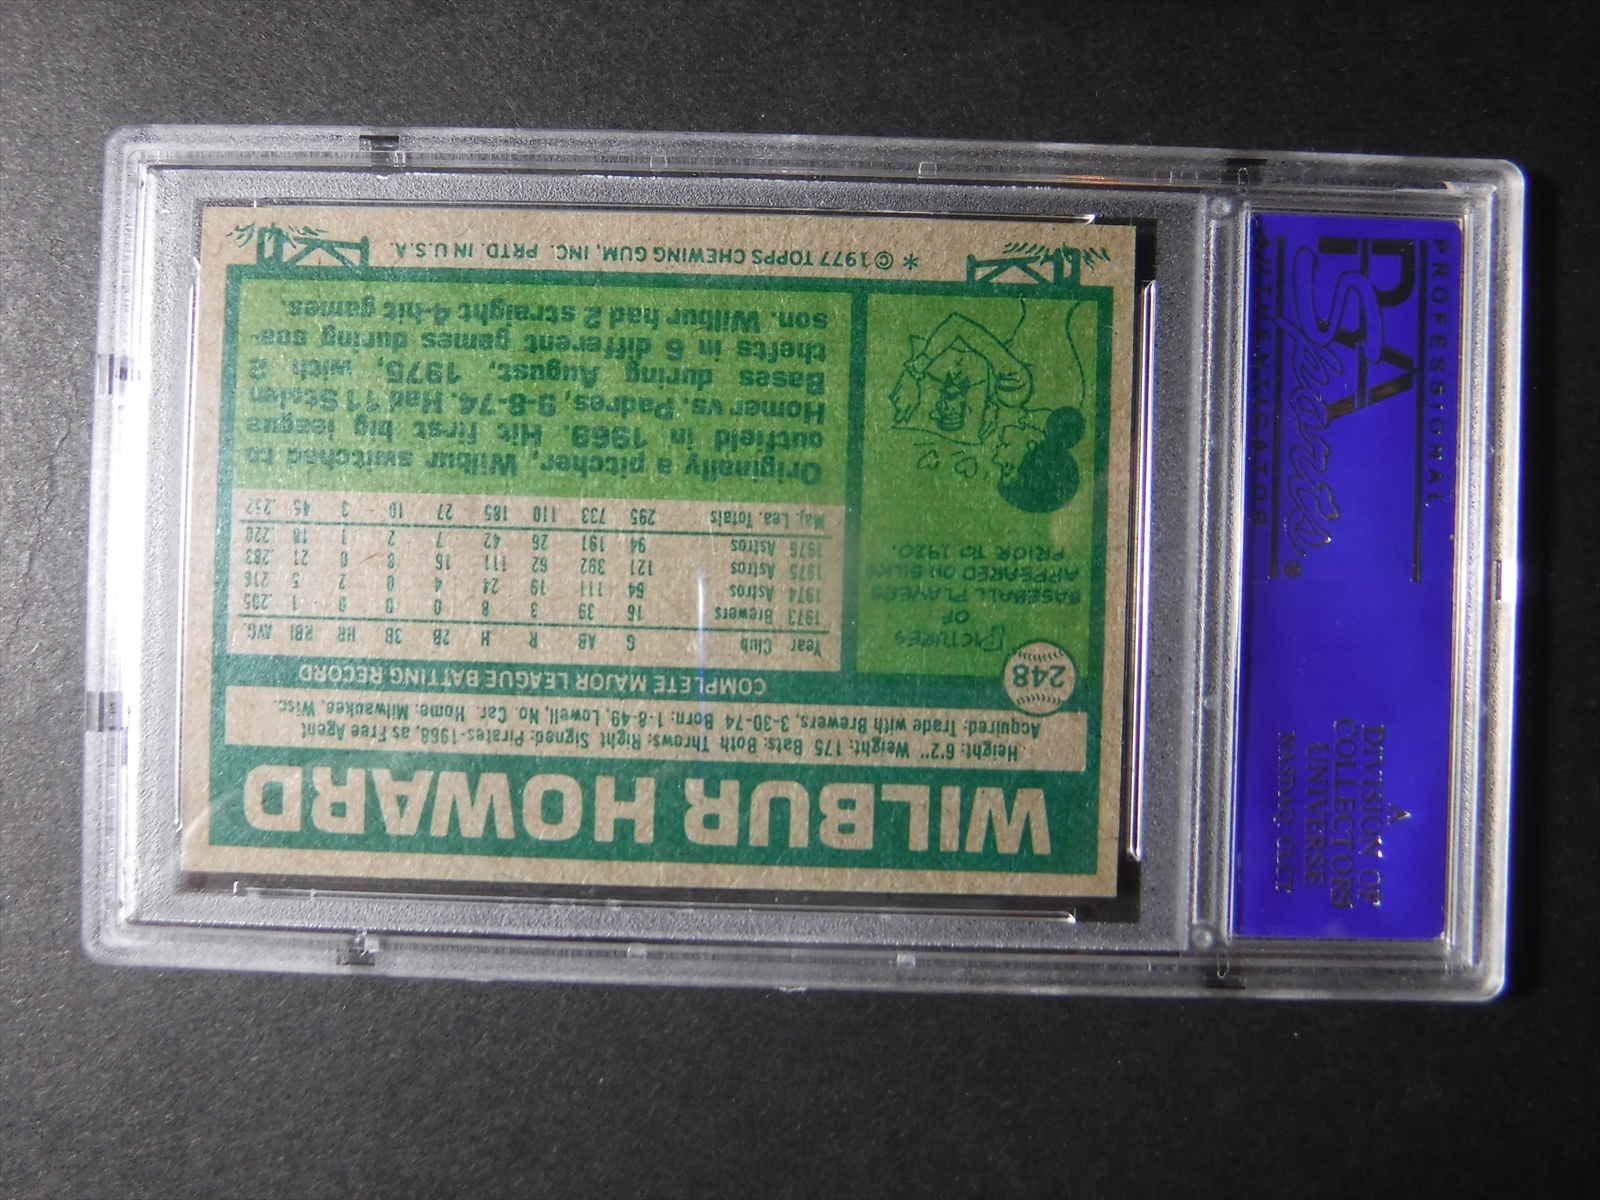 WILBUR HOWARD
Height: 6'2" Weight: 175 Bats: Both Throws: Right Signed: Pirates-1968, as Free Agent
Acquired: Trade with Brewers, 3-30-74 Born: 1-8-49, Lowell, No. Car. Home: Milwaukee, Wisc.
248
PICTURES
OF
BASEBALL PLAYERS
APPEARED ON SILKS
PRIOR TO 1920.
COMPLETE MAJOR LEAGUE BATTING RECORD
Year Club G AB R H 2B 3B HR RBI AVG.
1973 Brewers 16 39 3 8 0 0 0 1 .205
1974 Astros 64 111 19 24 4 0 2 5 .216
1975 Astros 121 392 62 111 16 8 0 21 .283
1976 Astros 94 191 26 42 7 2 1 18 .220
Maj. Lea. Totals 295 733 110 185 27 10 3 45 .252
Originally a pitcher, Wilbur switched to
outfield in 1969. Hit first big league
Homer vs. Padres, 9-8-74. Had 11 Stolen
Bases during August, 1975, with 2
thefts in 6 different games during sea-
son. Wilbur had 2 straight 4-hit games.
* © 1977 TOPPS CHEWING GUM, INC. PRTD. IN U.S.A.
PROFESSIONAL
PSA
Sports®
AUTHENTICATOR
A
DIVISION OF
COLLECTORS
UNIVERSE
NASDAQ: CLCT